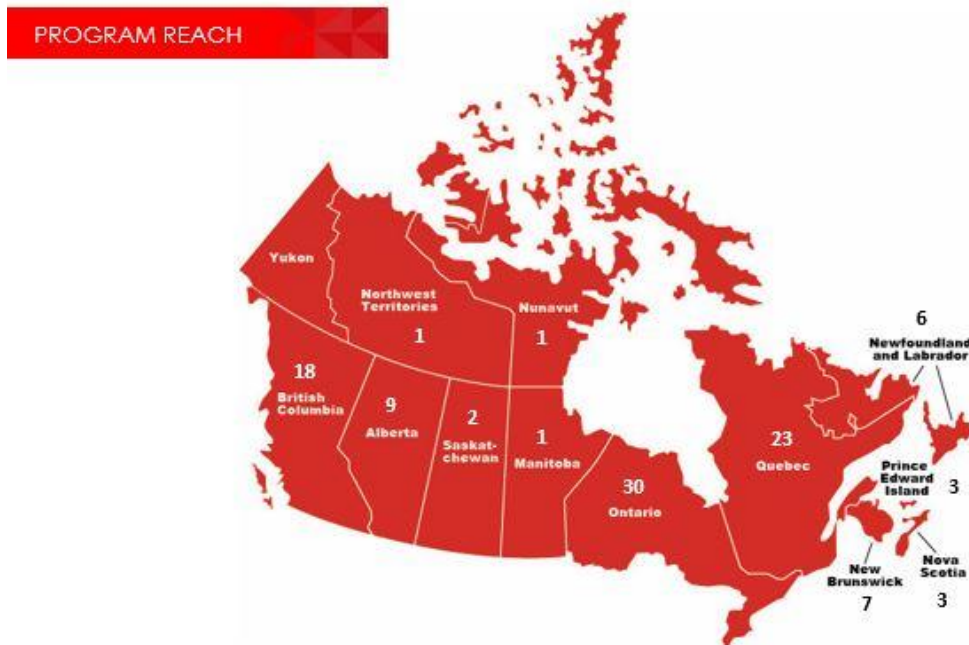 PROGRAM REACH
Yukon
Northwest
Territories
1
Nunavut
1
6
Newfoundland
and Labrador
18
British
Columbia
9
Alberta
2
Saskat-
chewan
1
Manitoba
30
Ontario
23
Quebec
Prince
Edward
Island
3
New
Brunswick
7
Nova
Scotia
3